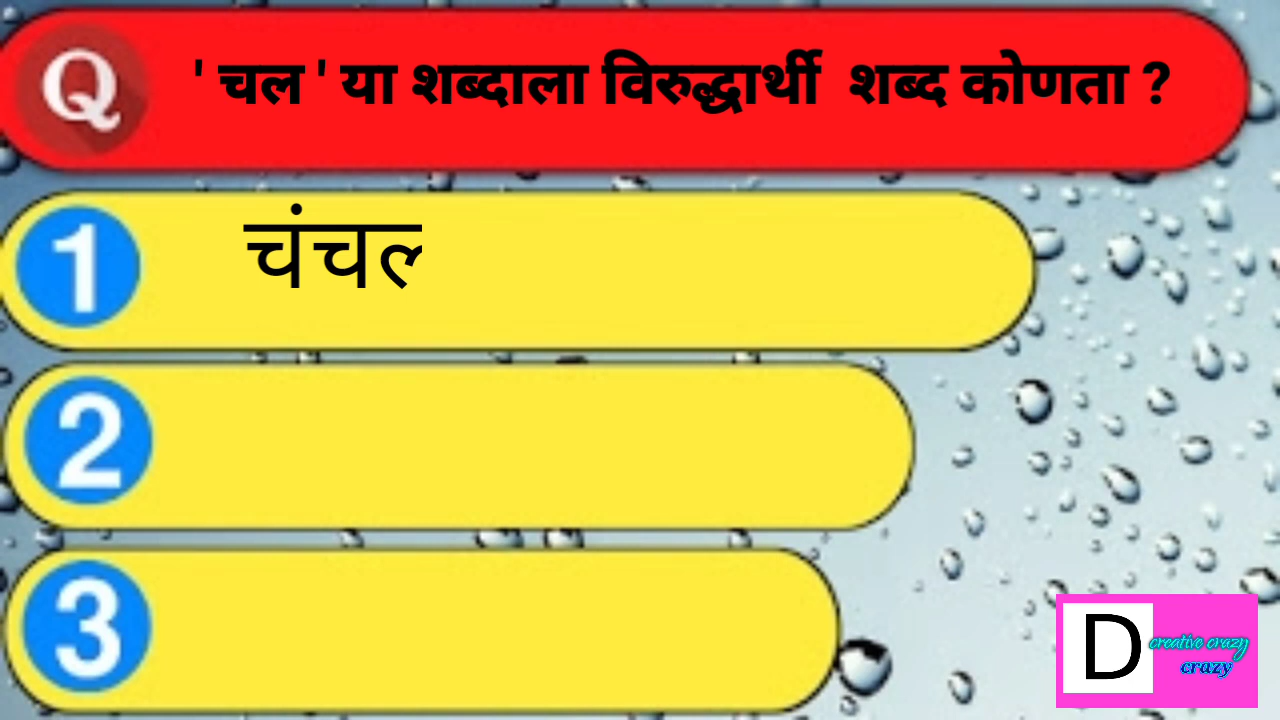 Q ' चल ' या शब्दाला विरुद्धार्थी शब्द कोणता ?
1 चंचल
2
3
D creative crazy
crazy